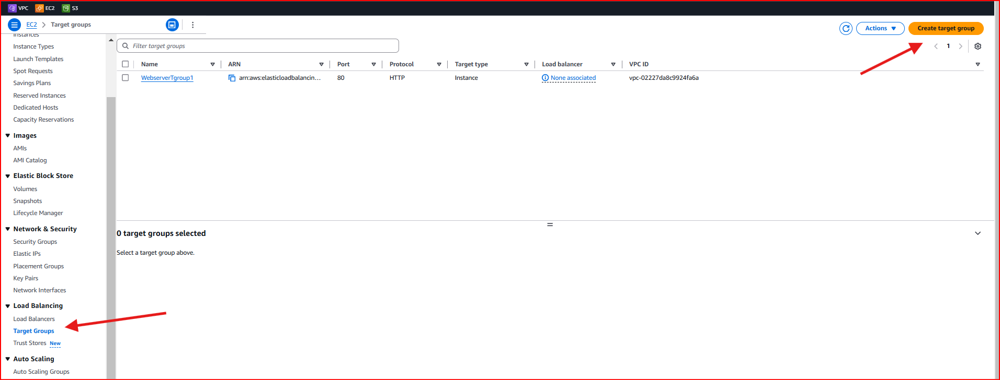 VPC EC2 S3
EC2 Target groups
Instances
Instance Types
Launch Templates
Spot Requests
Savings Plans
Reserved Instances
Dedicated Hosts
Capacity Reservations
Images
AMIs
AMI Catalog
Elastic Block Store
Volumes
Snapshots
Lifecycle Manager
Network & Security
Security Groups
Elastic IPs
Placement Groups
Key Pairs
Network Interfaces
Load Balancing
Load Balancers
Target Groups
Trust Stores New
Auto Scaling
Auto Scaling Groups
Actions Create target group
Filter target groups
1
Name ARN Port Protocol Target type Load balancer VPC ID
WebserverTgroup1 arn:aws:elasticloadbalancin... 80 HTTP Instance None associated vpc-02227da8c9924fa6a
0 target groups selected
Select a target group above.